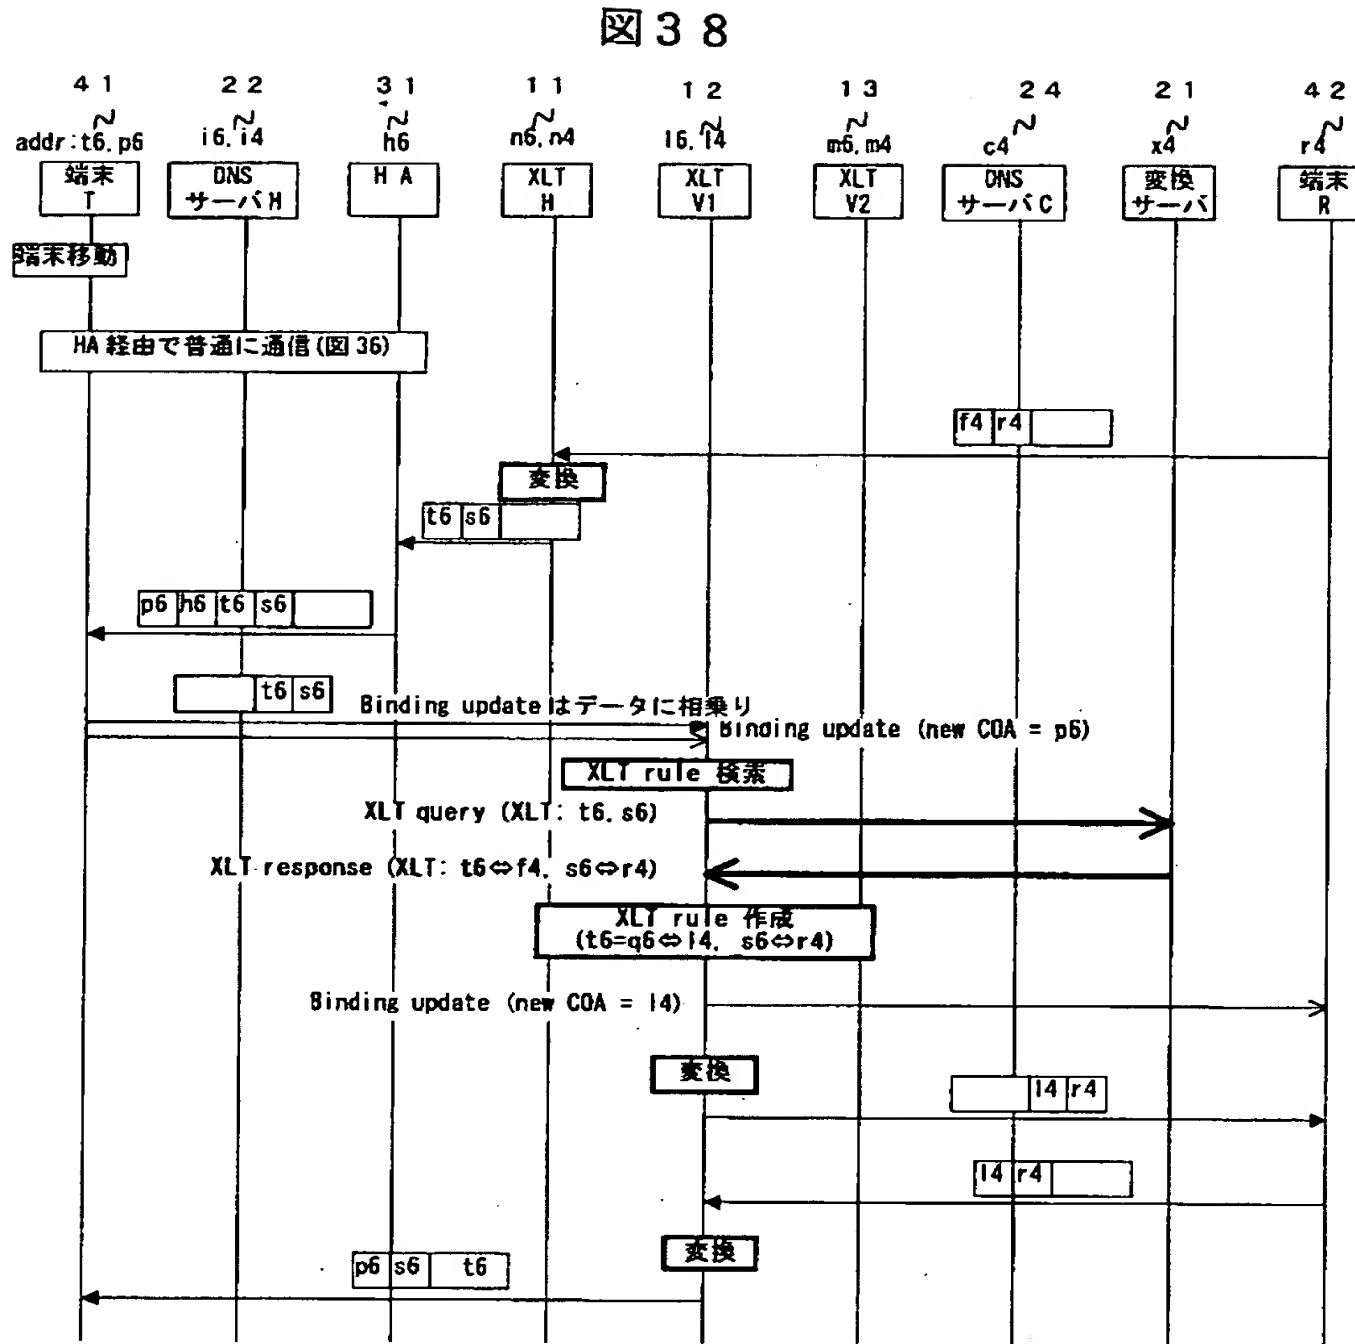 図38
41 22 31 11 12 13 24 21 42
addr:t6,p6 i6,i4 h6 n6,n4 l6,l4 m6,m4 c4 x4 r4
端末 DNS HA XLT XLT XLT DNS 変換 端末
T サーバH H V1 V2 サーバC サーバ R
端末移動
HA経由で普通に通信(図36)
f4 r4
変換
t6 s6
p6 h6 t6 s6
t6 s6
Binding updateはデータに相乗り
Binding update (new COA = p6)
XLT rule 検索
XLT query (XLT: t6,s6)
XLT response (XLT: t6⇔f4, s6⇔r4)
XLT rule 作成
(t6=q6⇔l4, s6⇔r4)
Binding update (new COA = l4)
変換
l4 r4
l4 r4
変換
p6 s6 t6